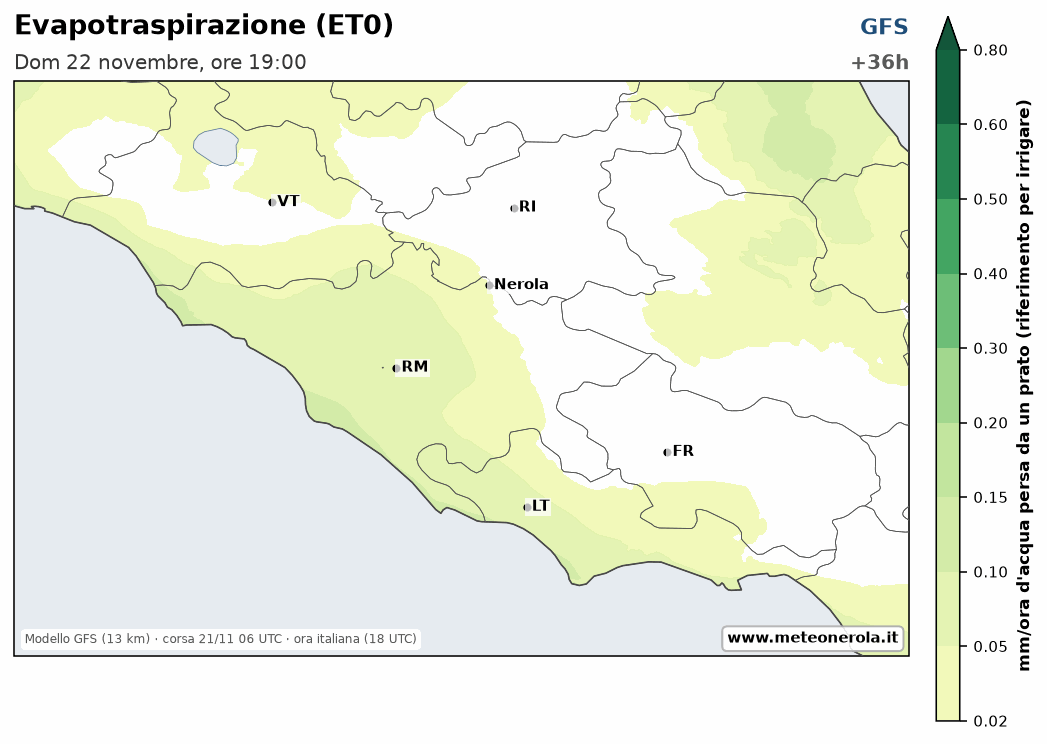 Evapotraspirazione (ET0)
GFS
Dom 22 novembre, ore 19:00
+36h
VT
RI
Nerola
RM
FR
LT
Modello GFS (13 km) · corsa 21/11 06 UTC · ora italiana (18 UTC)
www.meteonerola.it
0.80
0.60
0.50
0.40
0.30
0.20
0.15
0.10
0.05
0.02
mm/ora d'acqua persa da un prato (riferimento per irrigare)